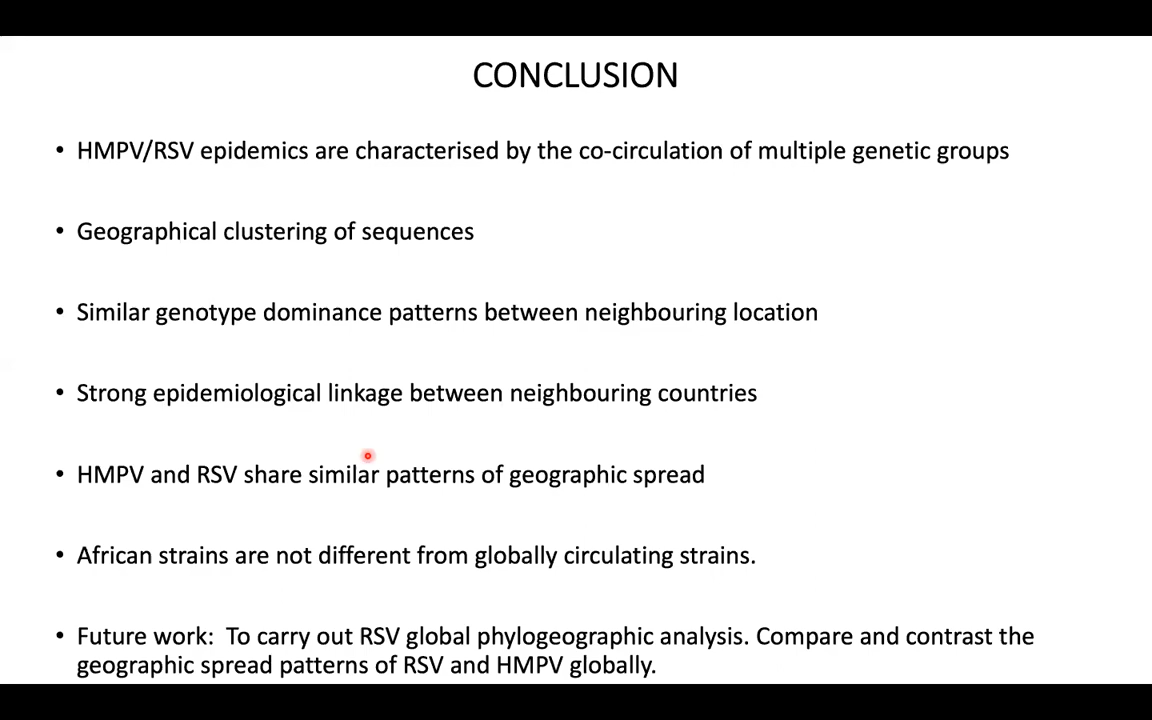 CONCLUSION
• HMPV/RSV epidemics are characterised by the co-circulation of multiple genetic groups
• Geographical clustering of sequences
• Similar genotype dominance patterns between neighbouring location
• Strong epidemiological linkage between neighbouring countries
• HMPV and RSV share similar patterns of geographic spread
• African strains are not different from globally circulating strains.
• Future work:  To carry out RSV global phylogeographic analysis. Compare and contrast the
geographic spread patterns of RSV and HMPV globally.